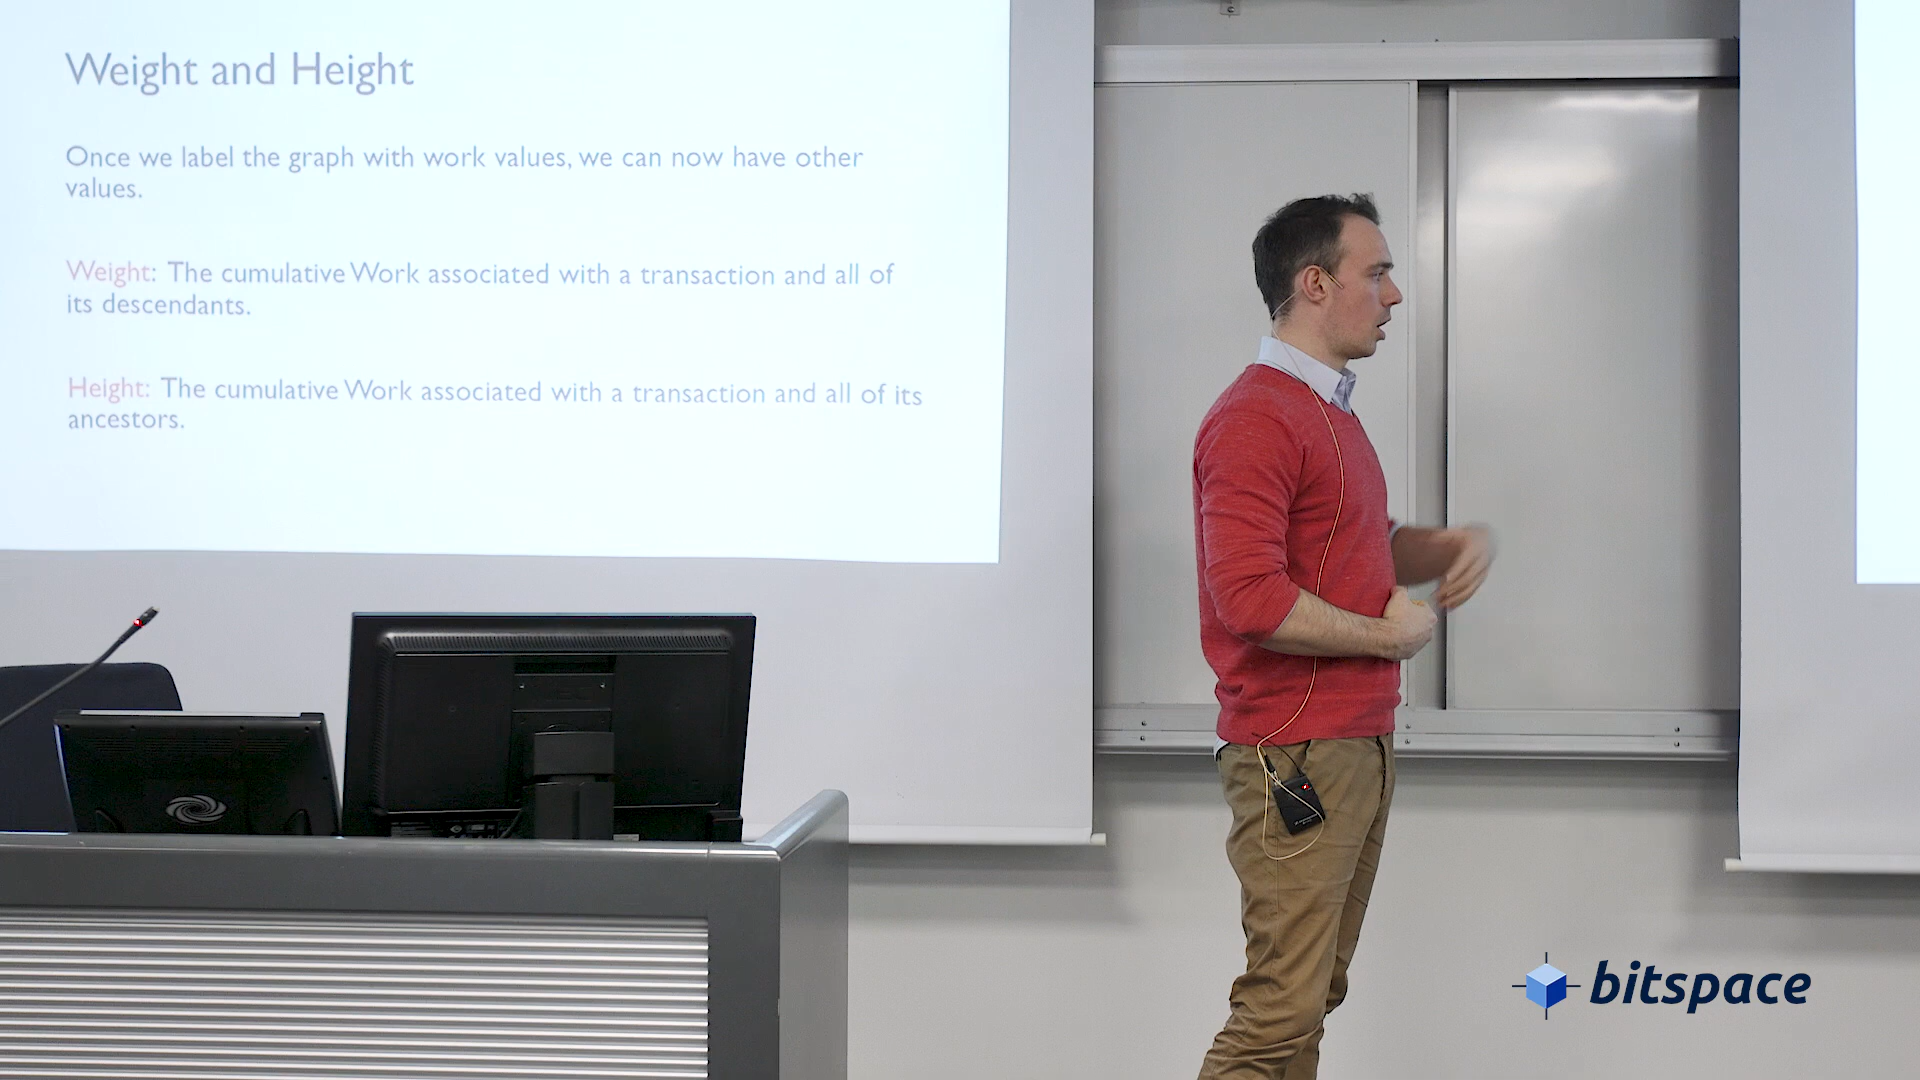 Weight and Height
Once we label the graph with work values, we can now have other
values.
Weight: The cumulative Work associated with a transaction and all of
its descendants.
Height: The cumulative Work associated with a transaction and all of its
ancestors.
bitspace